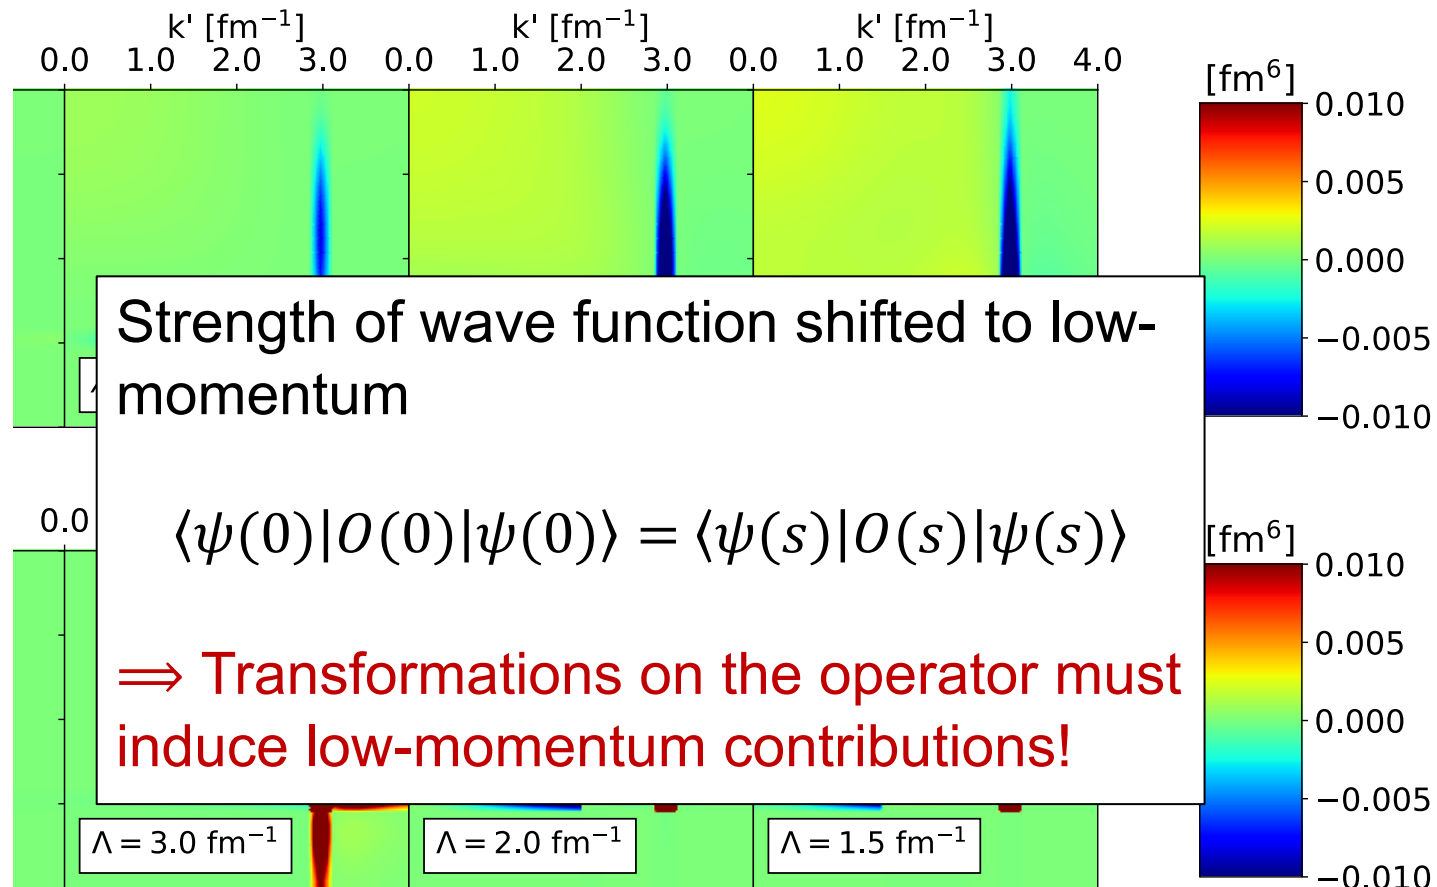 k' [fm⁻¹] k' [fm⁻¹] k' [fm⁻¹]
0.0 1.0 2.0 3.0 0.0 1.0 2.0 3.0 0.0 1.0 2.0 3.0 4.0
[fm⁶]
0.010
0.005
0.000
−0.005
−0.010
Strength of wave function shifted to low-
momentum
⟨ψ(0)|O(0)|ψ(0)⟩ = ⟨ψ(s)|O(s)|ψ(s)⟩
⟹ Transformations on the operator must
induce low-momentum contributions!
0.0
[fm⁶]
0.010
0.005
0.000
−0.005
−0.010
Λ = 3.0 fm⁻¹
Λ = 2.0 fm⁻¹
Λ = 1.5 fm⁻¹